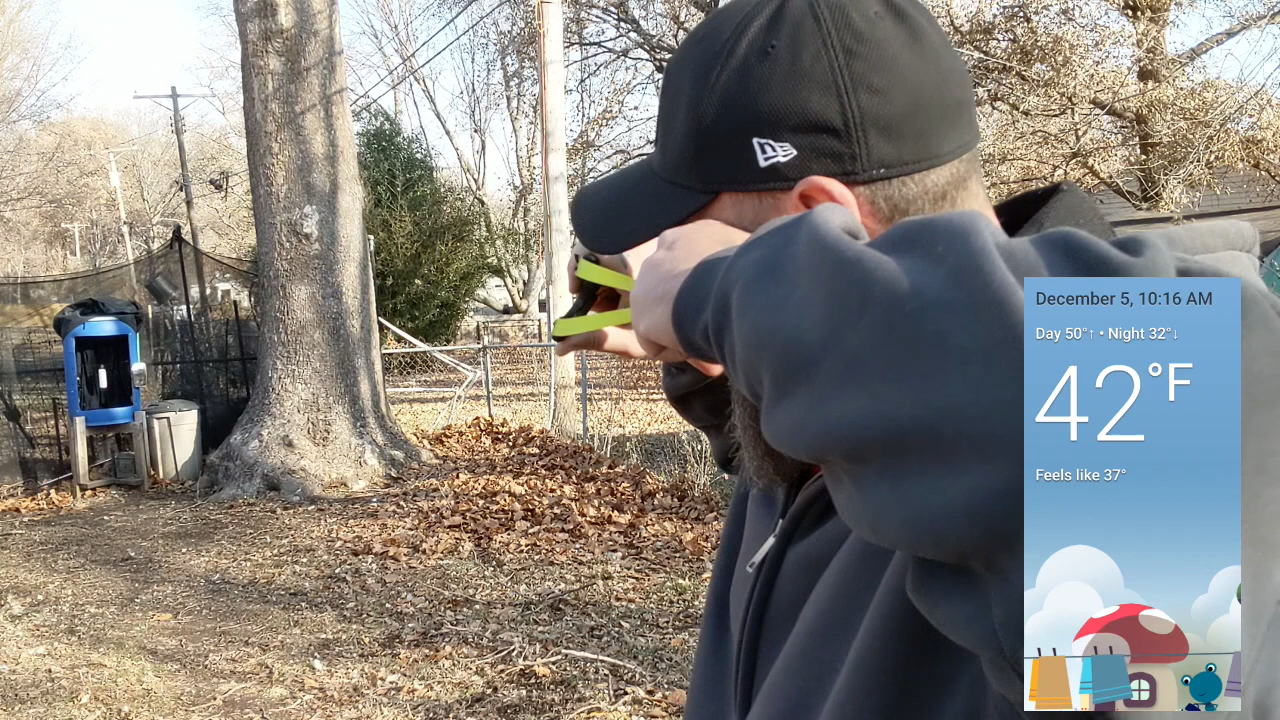 December 5, 10:16 AM
Day 50°↑ • Night 32°↓
42°F
Feels like 37°